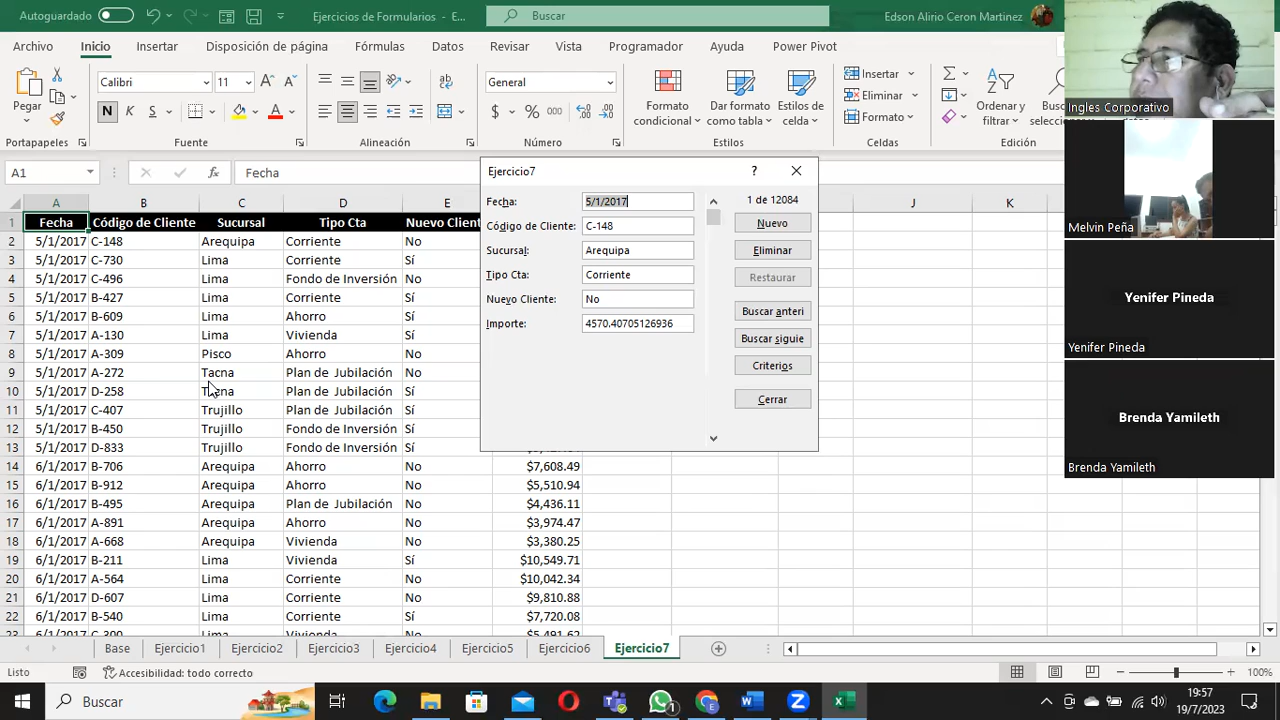 Autoguardado
Ejercicios de Formularios - E...
Buscar
Edson Alirio Ceron Martinez
Archivo Inicio Insertar Disposición de página Fórmulas Datos Revisar Vista Programador Ayuda Power Pivot
Pegar
Calibri 11
N K S
ab
General
$ % 000
Formato condicional
Dar formato como tabla
Estilos de celda
Insertar
Eliminar
Formato
Ordenar y filtrar
Portapapeles Fuente Alineación Número Estilos Celdas
A1 fx Fecha
A B C D E J K
1 Fecha Código de Cliente Sucursal Tipo Cta Nuevo Client
2 5/1/2017 C-148 Arequipa Corriente No
3 5/1/2017 C-730 Lima Corriente Sí
4 5/1/2017 C-496 Lima Fondo de Inversión No
5 5/1/2017 B-427 Lima Corriente Sí
6 5/1/2017 B-609 Lima Ahorro Sí
7 5/1/2017 A-130 Lima Vivienda Sí
8 5/1/2017 A-309 Pisco Ahorro No
9 5/1/2017 A-272 Tacna Plan de Jubilación No
10 5/1/2017 D-258 Tacna Plan de Jubilación Sí
11 5/1/2017 C-407 Trujillo Plan de Jubilación Sí
12 5/1/2017 B-450 Trujillo Fondo de Inversión Sí
13 5/1/2017 D-833 Trujillo Fondo de Inversión Sí
14 6/1/2017 B-706 Arequipa Ahorro No $7,608.49
15 6/1/2017 B-912 Arequipa Ahorro No $5,510.94
16 6/1/2017 B-495 Arequipa Plan de Jubilación No $4,436.11
17 6/1/2017 A-891 Arequipa Ahorro No $3,974.47
18 6/1/2017 A-668 Arequipa Vivienda No $3,380.25
19 6/1/2017 B-211 Lima Vivienda Sí $10,549.71
20 6/1/2017 A-564 Lima Corriente No $10,042.34
21 6/1/2017 D-607 Lima Corriente No $9,810.88
22 6/1/2017 B-540 Lima Corriente Sí $7,720.08
23 6/1/2017 C-300 Lima Vivienda No $5,491.62
Ejercicio7 ?
Fecha: 5/1/2017
Código de Cliente: C-148
Sucursal: Arequipa
Tipo Cta: Corriente
Nuevo Cliente: No
Importe: 4570.40705126936
1 de 12084
Nuevo
Eliminar
Restaurar
Buscar anteri
Buscar siguie
Criterios
Cerrar
Ingles Corporativo
Melvin Peña
Yenifer Pineda
Yenifer Pineda
Brenda Yamileth
Brenda Yamileth
Base Ejercicio1 Ejercicio2 Ejercicio3 Ejercicio4 Ejercicio5 Ejercicio6 Ejercicio7
Listo Accesibilidad: todo correcto 100%
Buscar
19:57
19/7/2023